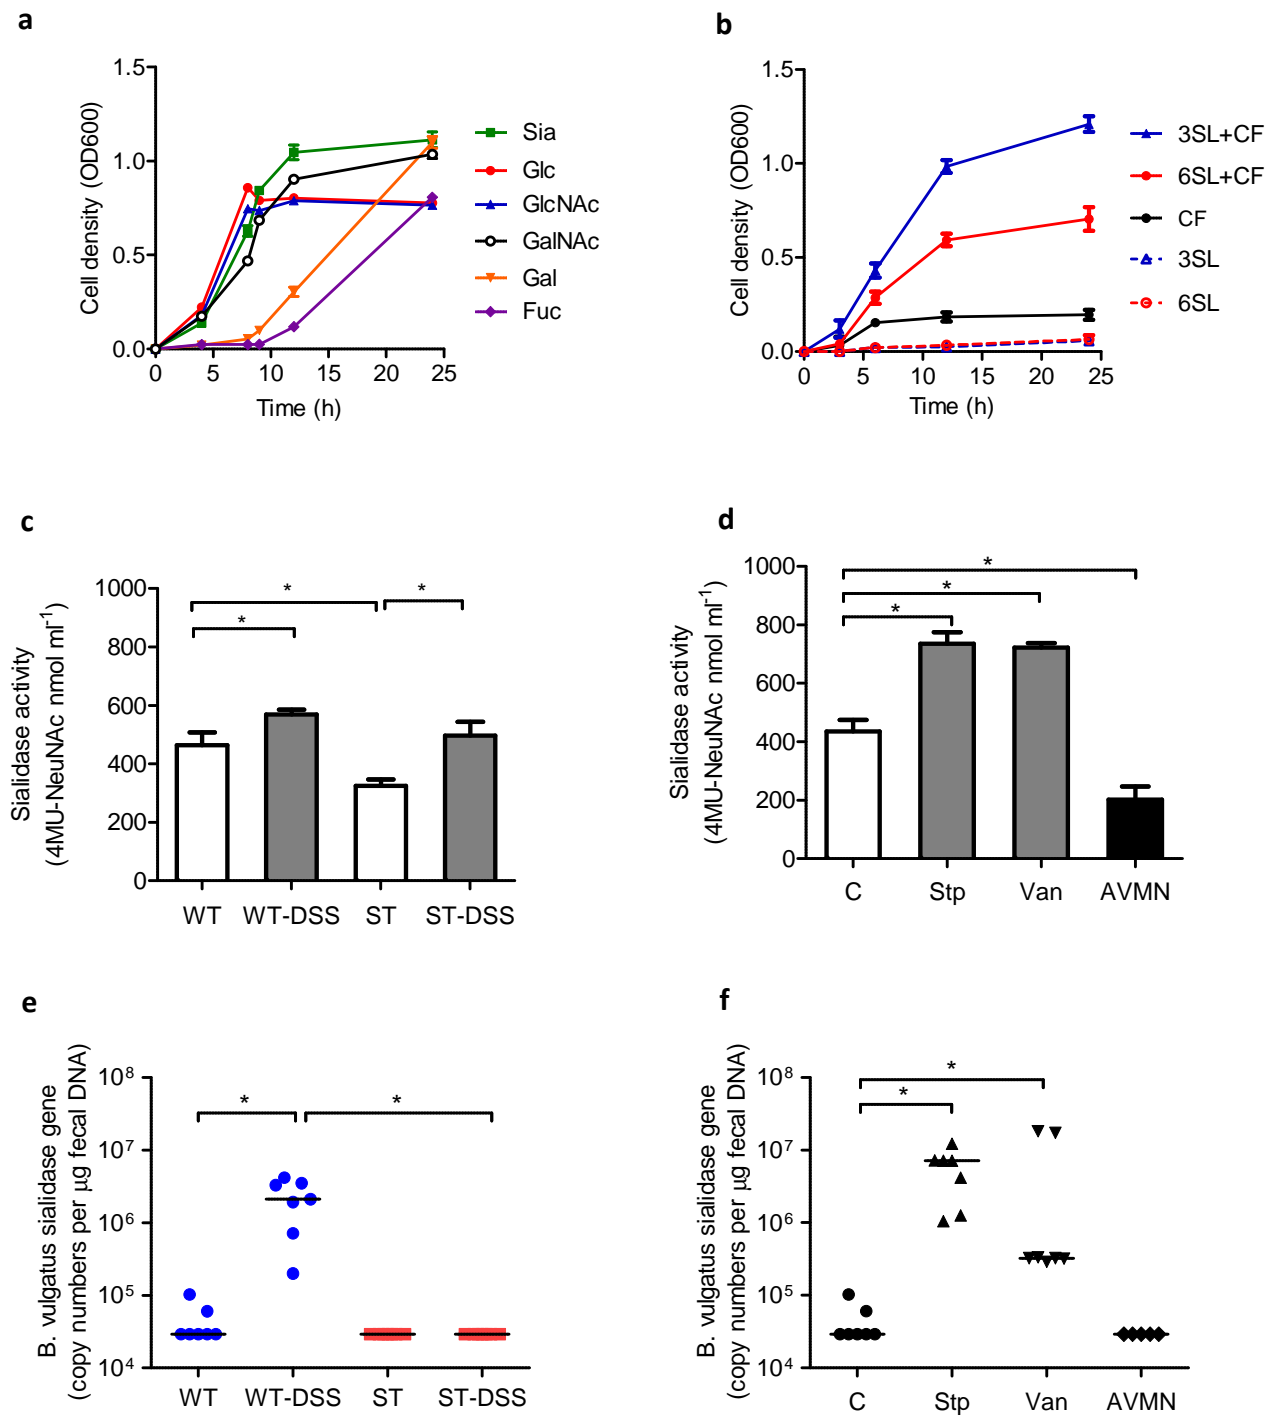 a
Cell density (OD600)
1.5
1.0
0.5
0.0
0 5 10 15 20 25
Time (h)
Sia
Glc
GlcNAc
GalNAc
Gal
Fuc
b
Cell density (OD600)
1.5
1.0
0.5
0.0
0 5 10 15 20 25
Time (h)
3SL+CF
6SL+CF
CF
3SL
6SL
c
Sialidase activity
(4MU-NeuNAc nmol ml⁻¹)
1000
800
600
400
200
0
* *
*
WT WT-DSS ST ST-DSS
d
Sialidase activity
(4MU-NeuNAc nmol ml⁻¹)
1000
800
600
400
200
0
*
*
*
C Stp Van AVMN
e
B. vulgatus sialidase gene
(copy numbers per μg fecal DNA)
10⁸
10⁷
10⁶
10⁵
10⁴
* *
WT WT-DSS ST ST-DSS
f
B. vulgatus sialidase gene
(copy numbers per μg fecal DNA)
10⁸
10⁷
10⁶
10⁵
10⁴
*
*
C Stp Van AVMN